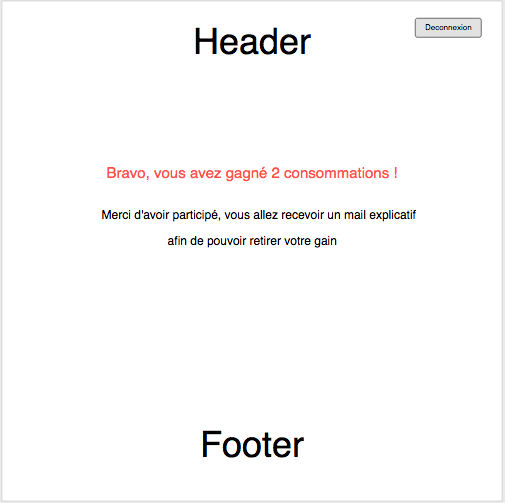 Header
Deconnexion
Bravo, vous avez gagné 2 consommations !
Merci d'avoir participé, vous allez recevoir un mail explicatif
afin de pouvoir retirer votre gain
Footer